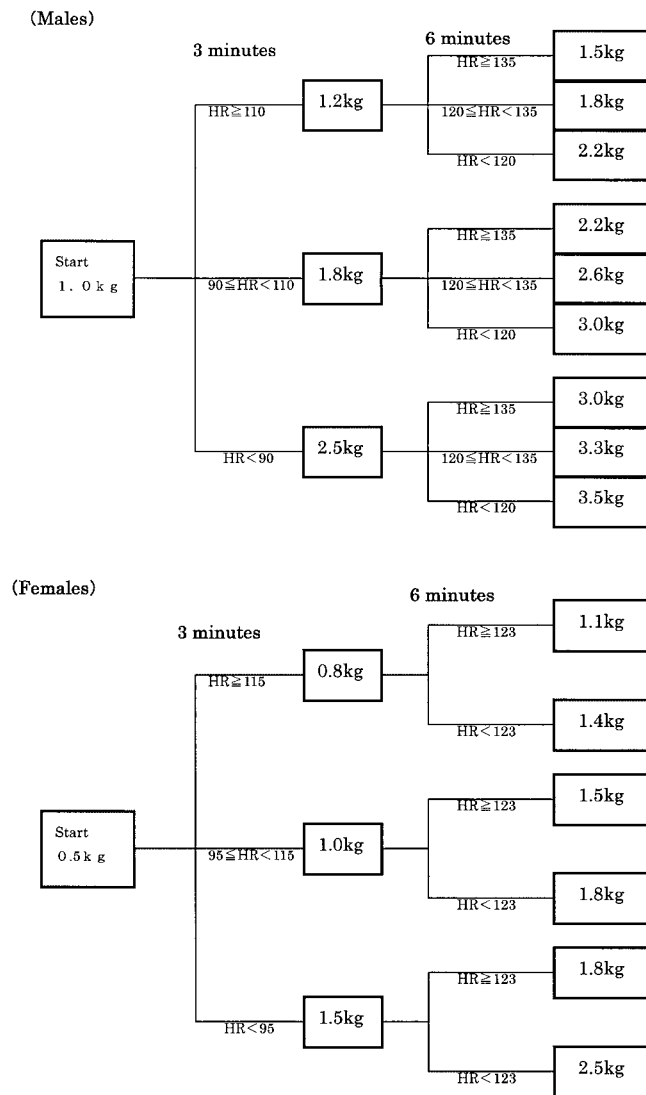 (Males)
3 minutes
6 minutes
HR≧135
1.5kg
HR≧110
1.2kg
120≦HR<135
1.8kg
HR<120
2.2kg
Start
1. 0kg
90≦HR<110
1.8kg
HR≧135
2.2kg
120≦HR<135
2.6kg
HR<120
3.0kg
HR<90
2.5kg
HR≧135
3.0kg
120≦HR<135
3.3kg
HR<120
3.5kg
(Females)
3 minutes
6 minutes
HR≧123
1.1kg
HR≧115
0.8kg
HR<123
1.4kg
Start
0.5kg
95≦HR<115
1.0kg
HR≧123
1.5kg
HR<123
1.8kg
HR<95
1.5kg
HR≧123
1.8kg
HR<123
2.5kg